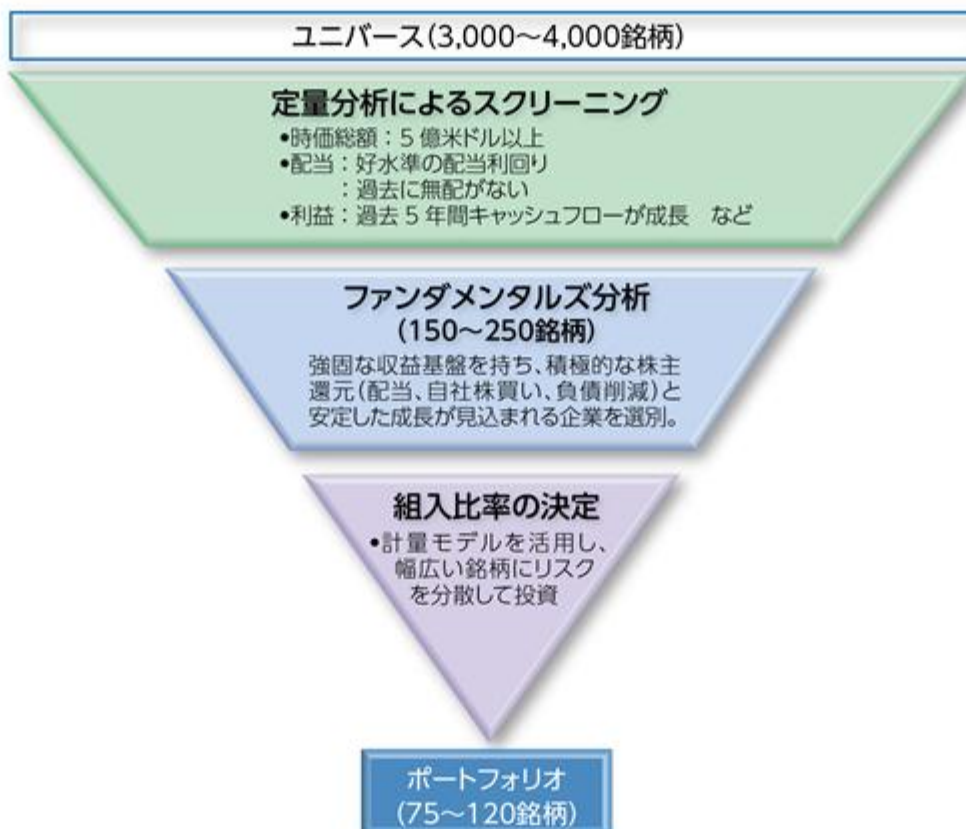 ユニバース(3,000～4,000銘柄)
定量分析によるスクリーニング
•時価総額：5 億米ドル以上
•配当：好水準の配当利回り
：過去に無配がない
•利益：過去 5 年間キャッシュフローが成長　など
ファンダメンタルズ分析
(150～250銘柄)
強固な収益基盤を持ち、積極的な株主
還元(配当、自社株買い、負債削減)と
安定した成長が見込まれる企業を選別。
組入比率の決定
•計量モデルを活用し、
幅広い銘柄にリスク
を分散して投資
ポートフォリオ
(75～120銘柄)